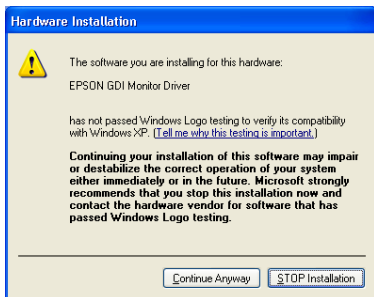 Hardware Installation
The software you are installing for this hardware:
EPSON GDI Monitor Driver
has not passed Windows Logo testing to verify its compatibility
with Windows XP. (Tell me why this testing is important.)
Continuing your installation of this software may impair
or destabilize the correct operation of your system
either immediately or in the future. Microsoft strongly
recommends that you stop this installation now and
contact the hardware vendor for software that has
passed Windows Logo testing.
Continue Anyway
STOP Installation